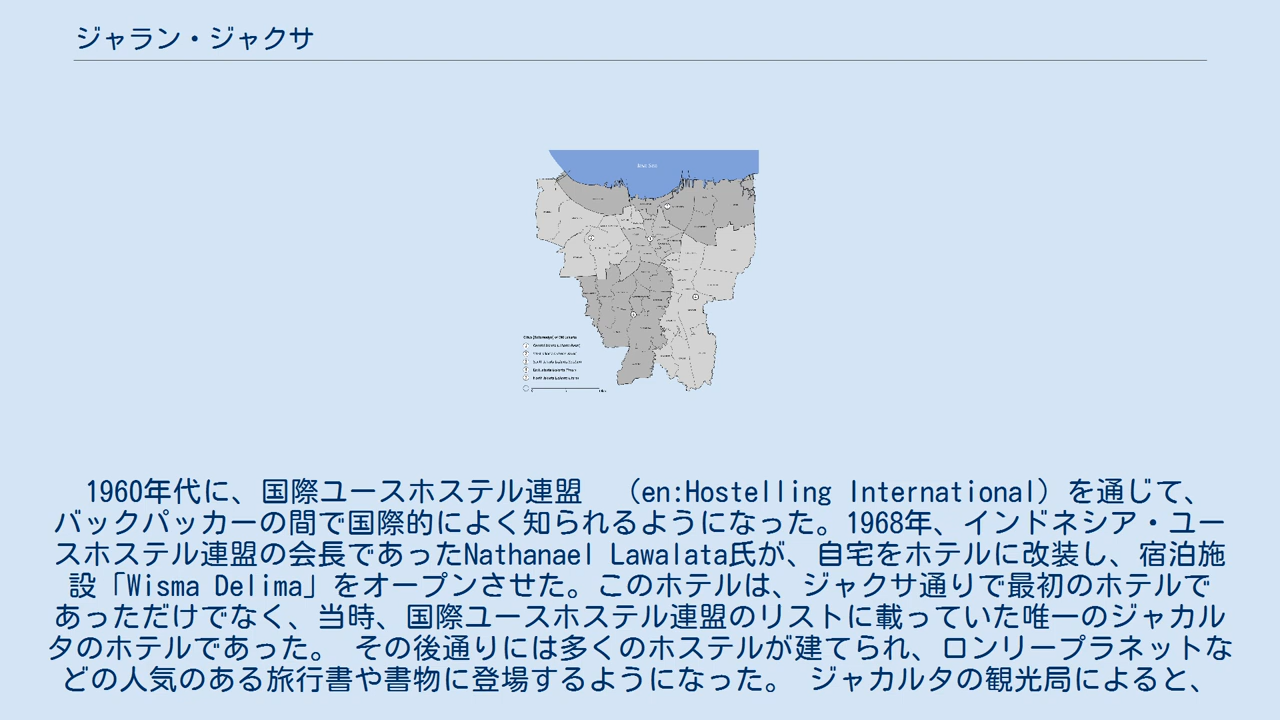 ジャラン・ジャクサ
Java Sea
1960年代に、国際ユースホステル連盟　（en:Hostelling International）を通じて、
バックパッカーの間で国際的によく知られるようになった。1968年、インドネシア・ユー
スホステル連盟の会長であったNathanael Lawalata氏が、自宅をホテルに改装し、宿泊施
設「Wisma Delima」をオープンさせた。このホテルは、ジャクサ通りで最初のホテルで
あっただけでなく、当時、国際ユースホステル連盟のリストに載っていた唯一のジャカル
タのホテルであった。　その後通りには多くのホステルが建てられ、ロンリープラネットな
どの人気のある旅行書や書物に登場するようになった。　ジャカルタの観光局によると、